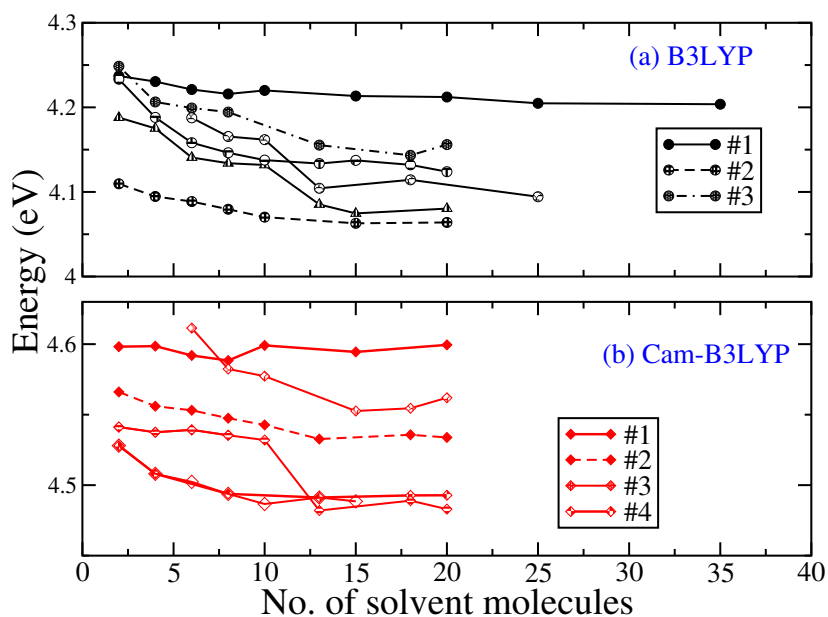 4.3
(a) B3LYP
4.2
#1
#2
#3
4.1
4
Energy (eV)
4.6
(b) Cam-B3LYP
#1
#2
#3
#4
4.5
0 5 10 15 20 25 30 35 40
No. of solvent molecules